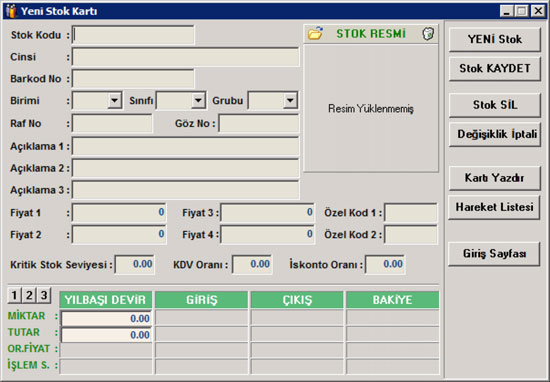 Yeni Stok Kartı
Stok Kodu :
STOK RESMİ
YENİ Stok
Cinsi :
Stok KAYDET
Barkod No :
Birimi : Sınıfı : Grubu :
Resim Yüklenmemiş
Stok SİL
Raf No : Göz No :
Değişiklik İptali
Açıklama 1 :
Açıklama 2 :
Kartı Yazdır
Açıklama 3 :
Fiyat 1 : 0 Fiyat 3 : 0 Özel Kod 1 :
Hareket Listesi
Fiyat 2 : 0 Fiyat 4 : 0 Özel Kod 2 :
Giriş Sayfası
Kritik Stok Seviyesi : 0.00 KDV Oranı : 0.00 İskonto Oranı : 0.00
1 2 3 YILBAŞI DEVİR GİRİŞ ÇIKIŞ BAKİYE
MİKTAR : 0.00
TUTAR : 0.00
OR.FİYAT :
İŞLEM S. :